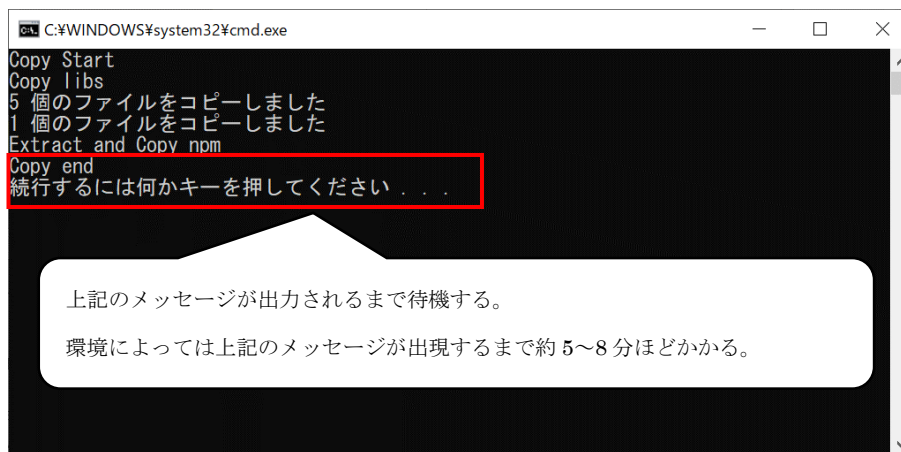 C:¥WINDOWS¥system32¥cmd.exe
Copy Start
Copy libs
5 個のファイルをコピーしました
1 個のファイルをコピーしました
Extract and Copy npm
Copy end
続行するには何かキーを押してください . . .
上記のメッセージが出力されるまで待機する。
環境によっては上記のメッセージが出現するまで約 5～8 分ほどかかる。